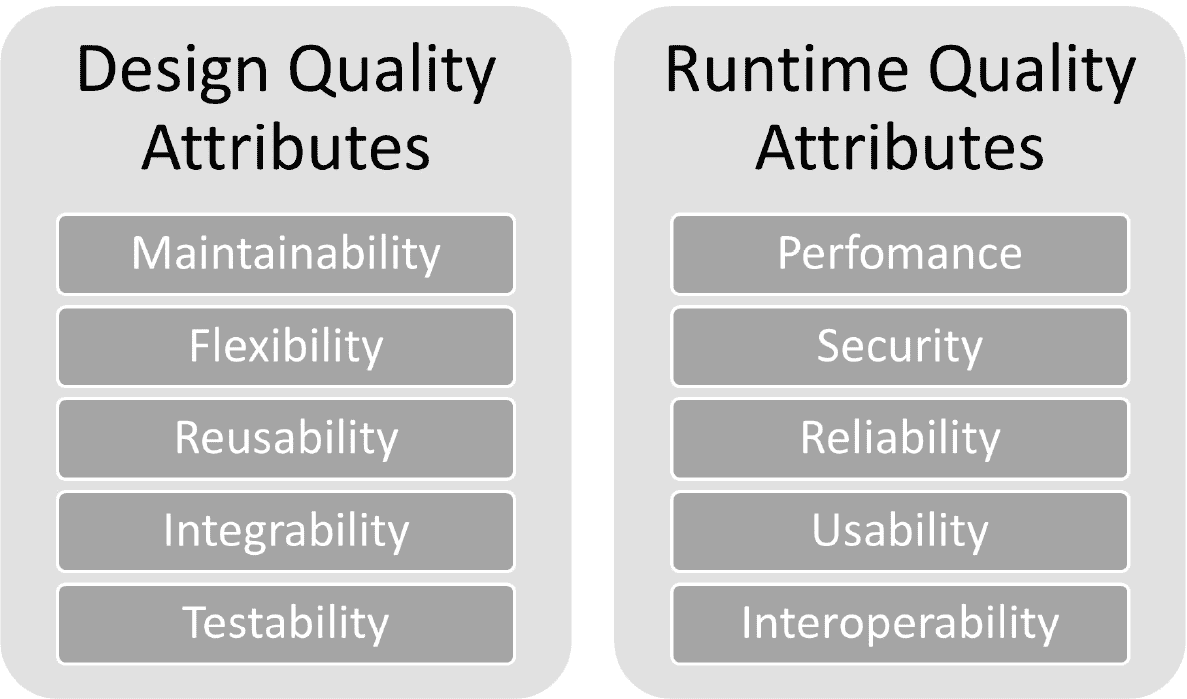 Design Quality
Attributes
Maintainability
Flexibility
Reusability
Integrability
Testability
Runtime Quality
Attributes
Perfomance
Security
Reliability
Usability
Interoperability